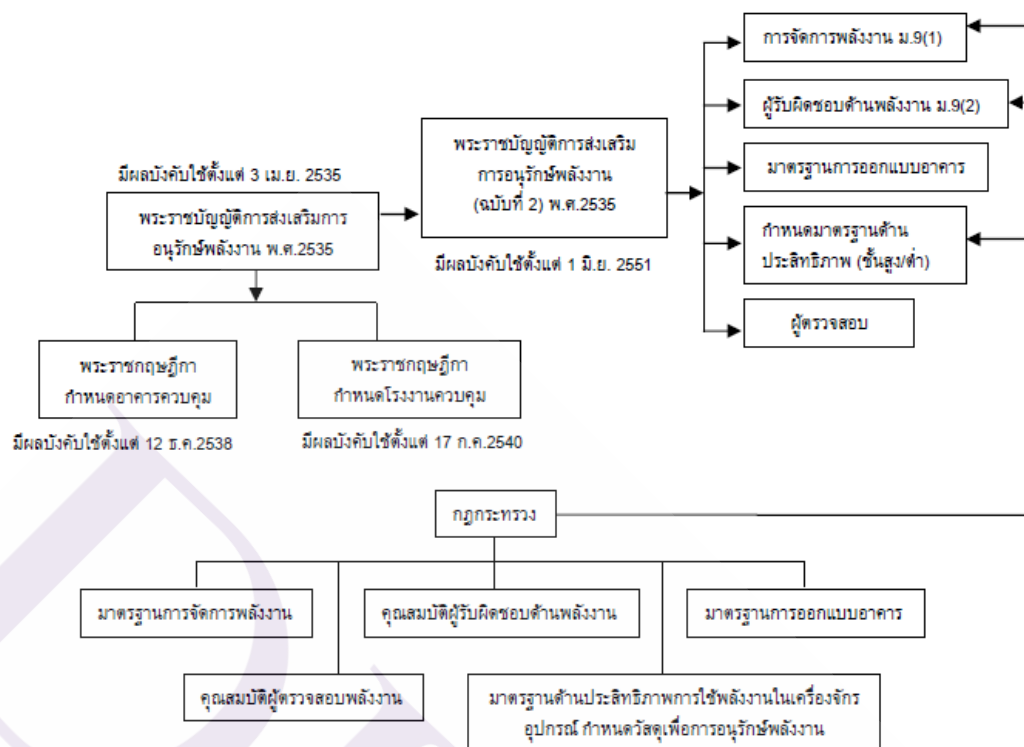 การจัดการพลังงาน ม.9(1)
ผู้รับผิดชอบด้านพลังงาน ม.9(2)
มาตรฐานการออกแบบอาคาร
กำหนดมาตรฐานด้าน
ประสิทธิภาพ (ชั้นสูง/ต่ำ)
ผู้ตรวจสอบ
พระราชบัญญัติการส่งเสริม
การอนุรักษ์พลังงาน
(ฉบับที่ 2) พ.ศ.2535
มีผลบังคับใช้ตั้งแต่ 1 มิ.ย. 2551
มีผลบังคับใช้ตั้งแต่ 3 เม.ย. 2535
พระราชบัญญัติการส่งเสริมการ
อนุรักษ์พลังงาน พ.ศ.2535
พระราชกฤษฎีกา
กำหนดอาคารควบคุม
มีผลบังคับใช้ตั้งแต่ 12 ธ.ค.2538
พระราชกฤษฎีกา
กำหนดโรงงานควบคุม
มีผลบังคับใช้ตั้งแต่ 17 ก.ค.2540
กฎกระทรวง
มาตรฐานการจัดการพลังงาน
คุณสมบัติผู้รับผิดชอบด้านพลังงาน
มาตรฐานการออกแบบอาคาร
คุณสมบัติผู้ตรวจสอบพลังงาน
มาตรฐานด้านประสิทธิภาพการใช้พลังงานในเครื่องจักร
อุปกรณ์ กำหนดวัสดุเพื่อการอนุรักษ์พลังงาน